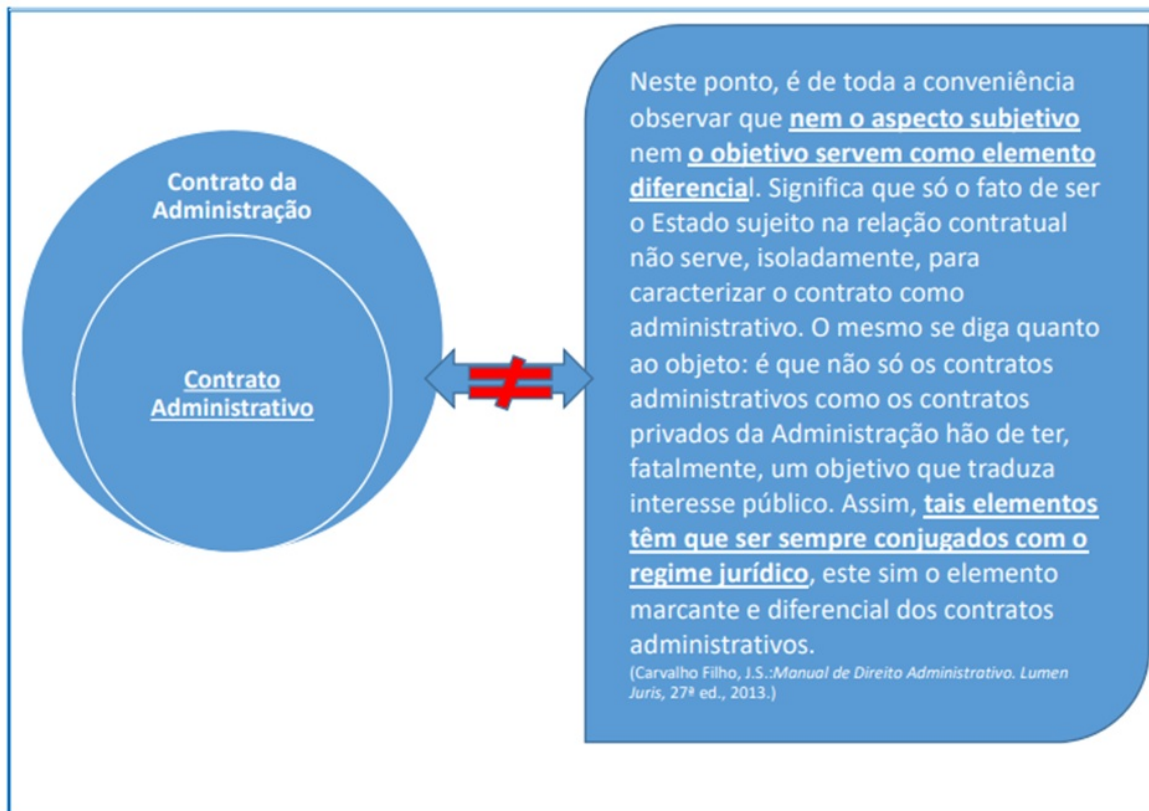 Contrato da
Administração
Contrato
Administrativo
Neste ponto, é de toda a conveniência
observar que nem o aspecto subjetivo
nem o objetivo servem como elemento
diferencial. Significa que só o fato de ser
o Estado sujeito na relação contratual
não serve, isoladamente, para
caracterizar o contrato como
administrativo. O mesmo se diga quanto
ao objeto: é que não só os contratos
administrativos como os contratos
privados da Administração hão de ter,
fatalmente, um objetivo que traduza
interesse público. Assim, tais elementos
têm que ser sempre conjugados com o
regime jurídico, este sim o elemento
marcante e diferencial dos contratos
administrativos.
(Carvalho Filho, J.S.:Manual de Direito Administrativo. Lumen
Juris, 27ª ed., 2013.)